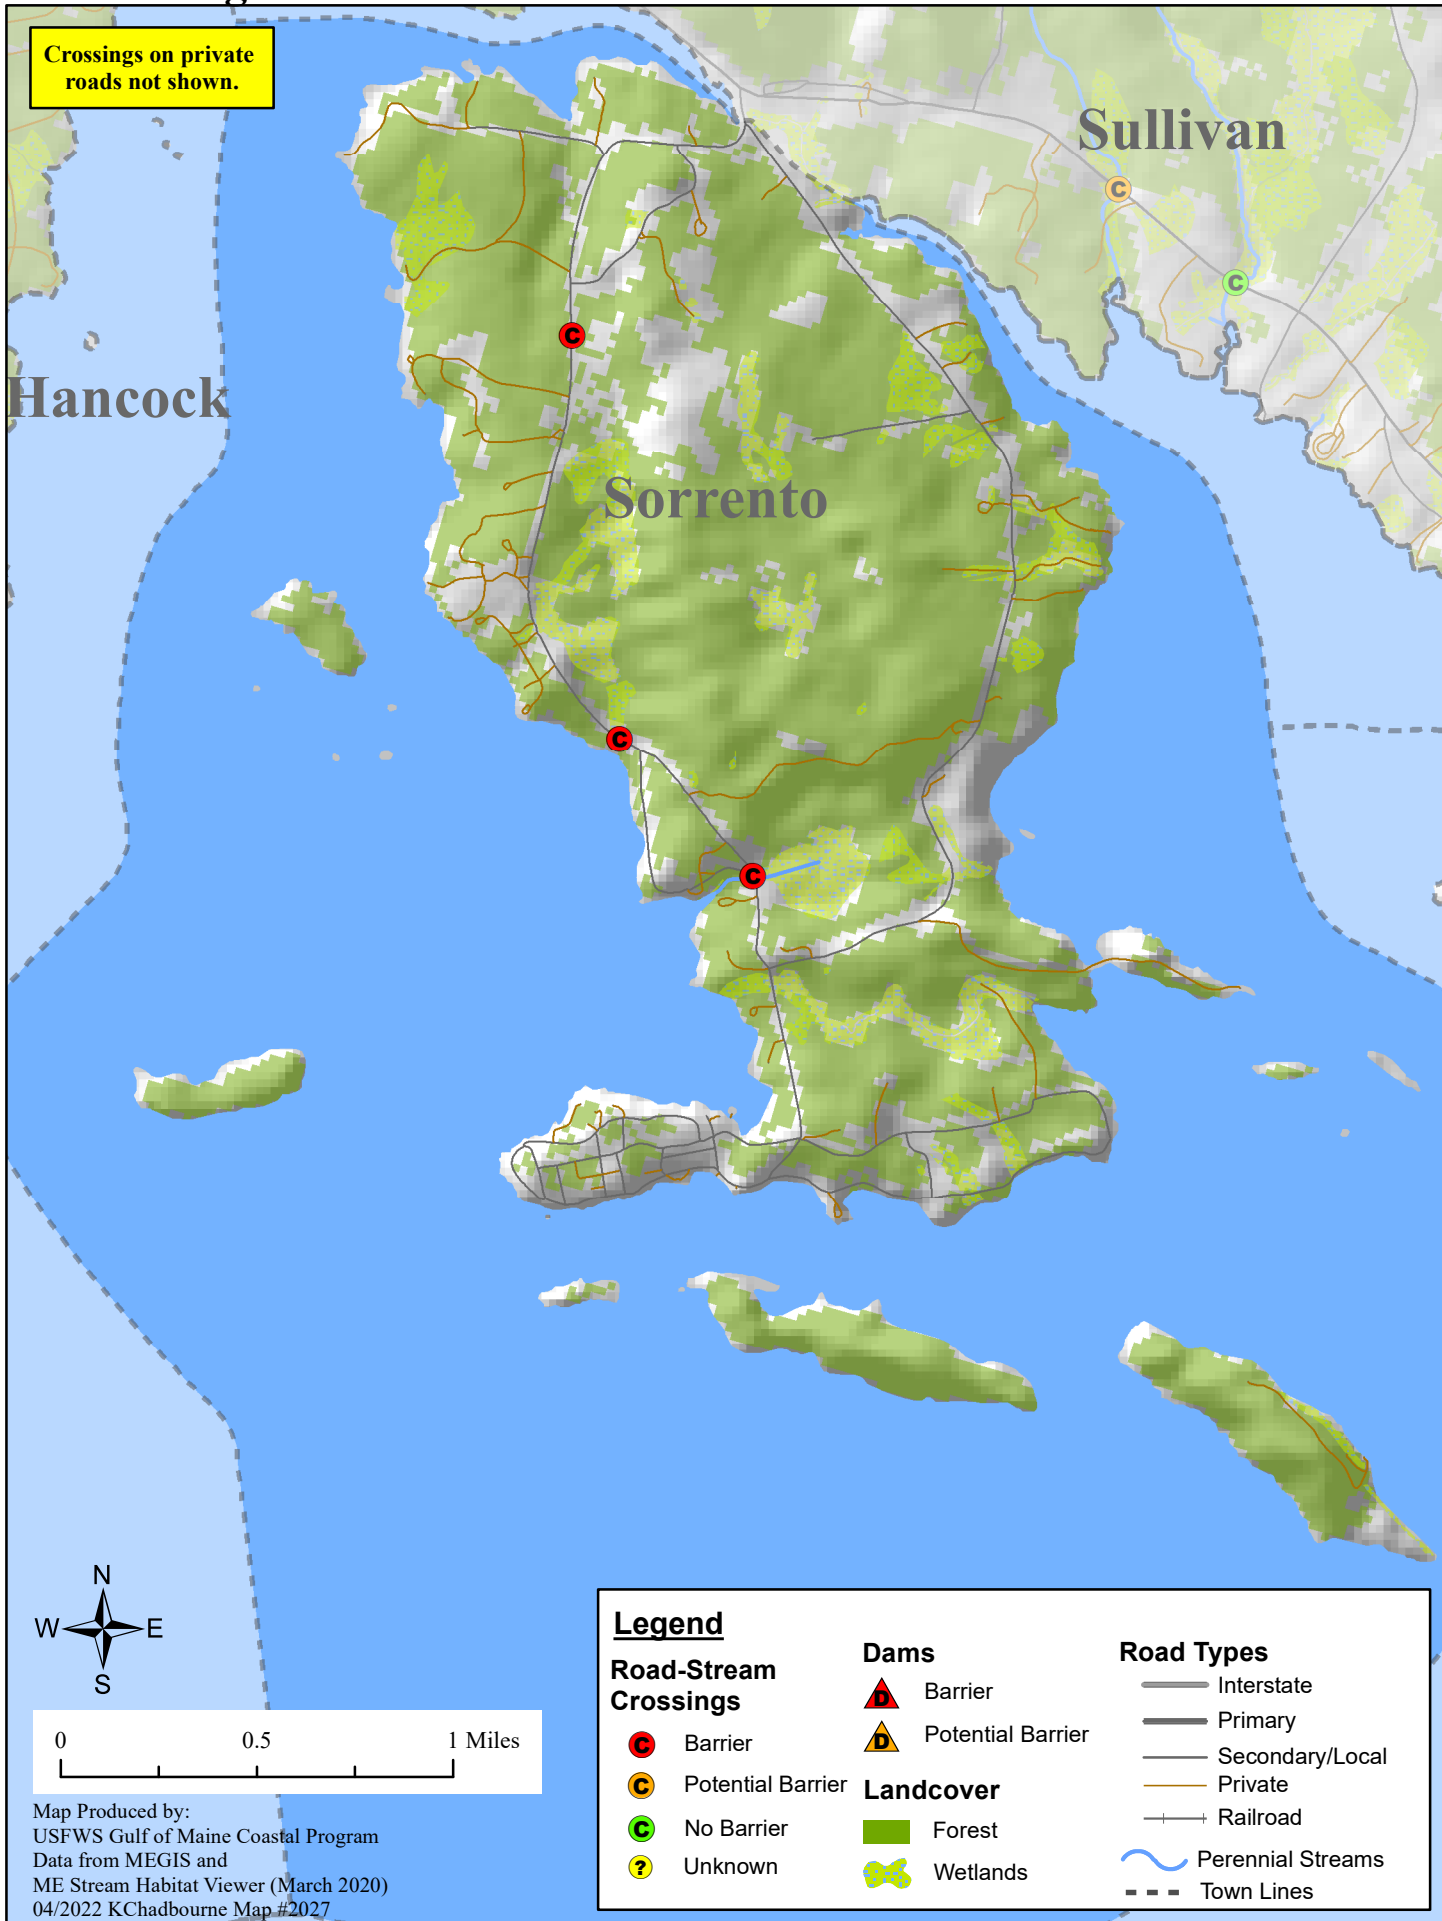 Crossings on private
roads not shown.
Sullivan
C
C
C
Hancock
Sorrento
C
C
N
W E
S
0 0.5 1 Miles
Map Produced by:
USFWS Gulf of Maine Coastal Program
Data from MEGIS and
ME Stream Habitat Viewer (March 2020)
04/2022 KChadbourne Map #2027
Legend
Road-Stream
Crossings
C Barrier
C Potential Barrier
C No Barrier
? Unknown
Dams
D Barrier
D Potential Barrier
Landcover
Forest
Wetlands
Road Types
Interstate
Primary
Secondary/Local
Private
Railroad
Perennial Streams
Town Lines